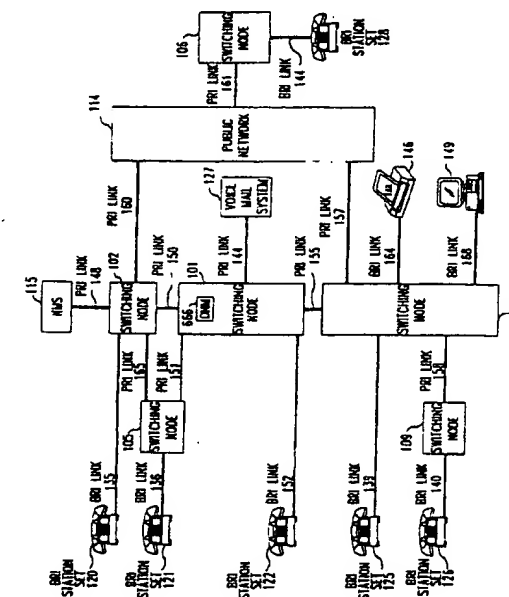 BRI
STATION
SET
126
BRI
STATION
SET
125
BRI
STATION
SET
122
BRI
STATION
SET
121
BRI
STATION
SET
120
BRI LINK
140
BRI LINK
139
BRI LINK
152
BRI LINK
156
BRI LINK
155
109
SWITCHING
NODE
105
SWITCHING
NODE
PRI LINK
158
PRI LINK
151
PRI LINK
165
SWITCHING
NODE
PRI LINK
155
101
SWITCHING
NODE
666
DNM
PRI LINK
150
102
SWITCHING
NODE
PRI LINK
148
115
NMS
BRI LINK
168
BRI LINK
164
PRI LINK
157
PRI LINK
144
PRI LINK
160
149
146
127
VOICE
MAIL
SYSTEM
PUBLIC
NETWORK
114
PRI LINK
161
106
SWITCHING
NODE
BRI LINK
144
BRI
STATION
SET
128